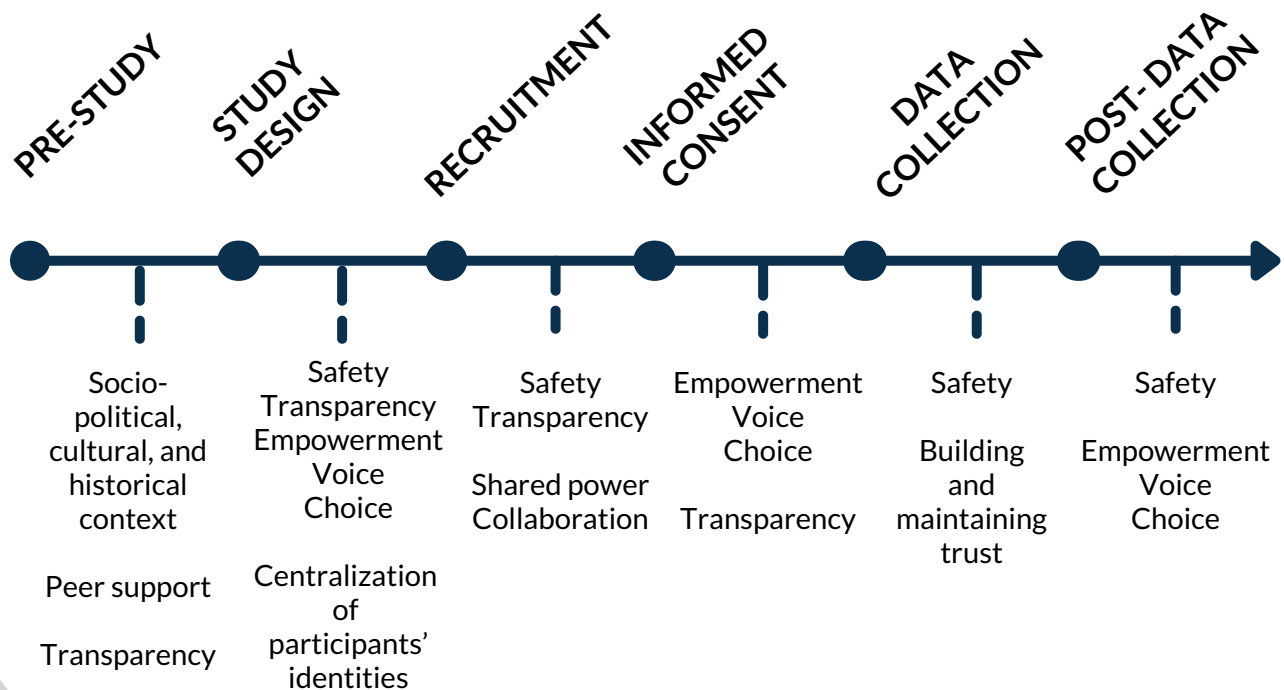 PRE-STUDY
STUDY
DESIGN
RECRUITMENT
INFORMED
CONSENT
DATA
COLLECTION
POST- DATA
COLLECTION
Socio-
political,
cultural, and
historical
context
Peer support
Transparency
Safety
Transparency
Empowerment
Voice
Choice
Centralization
of
participants’
identities
Safety
Transparency
Shared power
Collaboration
Empowerment
Voice
Choice
Transparency
Safety
Building
and
maintaining
trust
Safety
Empowerment
Voice
Choice